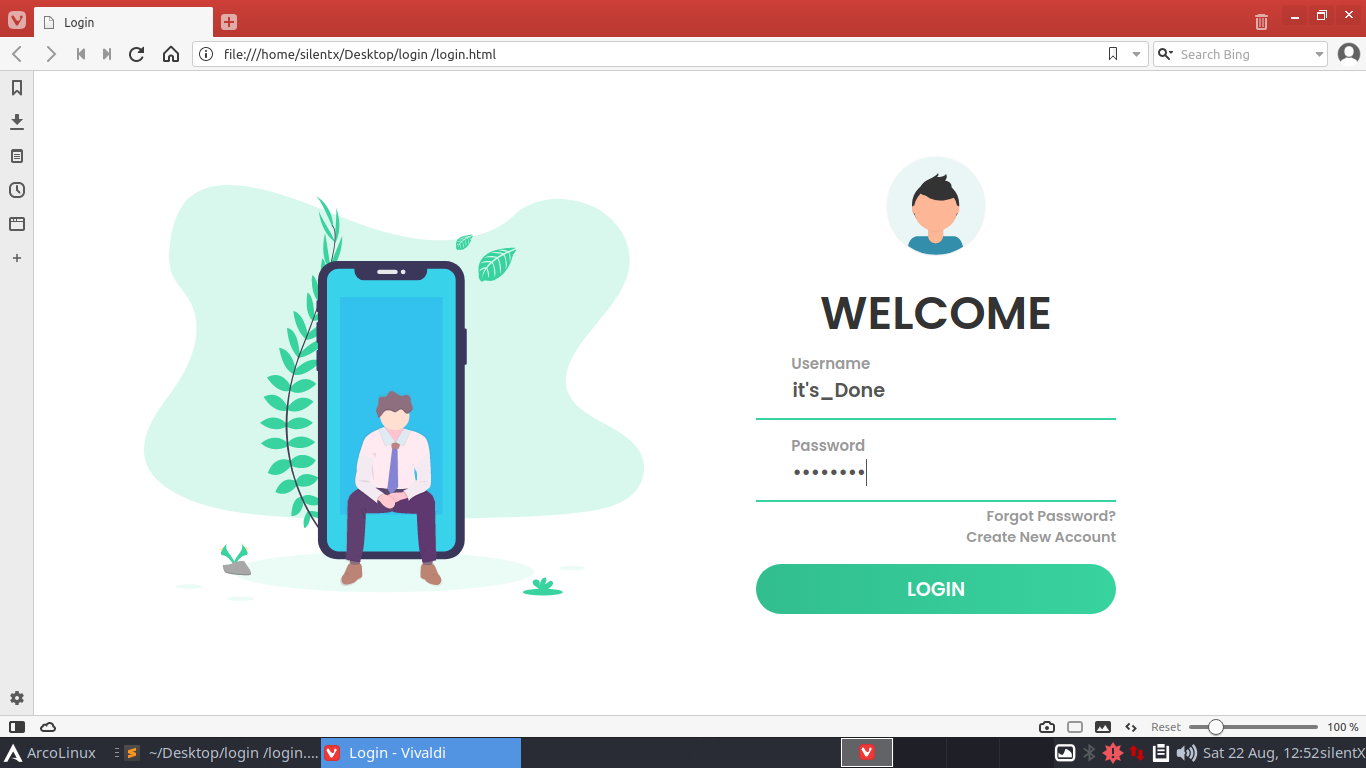 Login
file:///home/silentx/Desktop/login /login.html
Search Bing
WELCOME
Username
it's_Done
Password
••••••••
Forgot Password?
Create New Account
LOGIN
Reset
100 %
ArcoLinux
~/Desktop/login /login....
Login - Vivaldi
Sat 22 Aug, 12:52
silentX